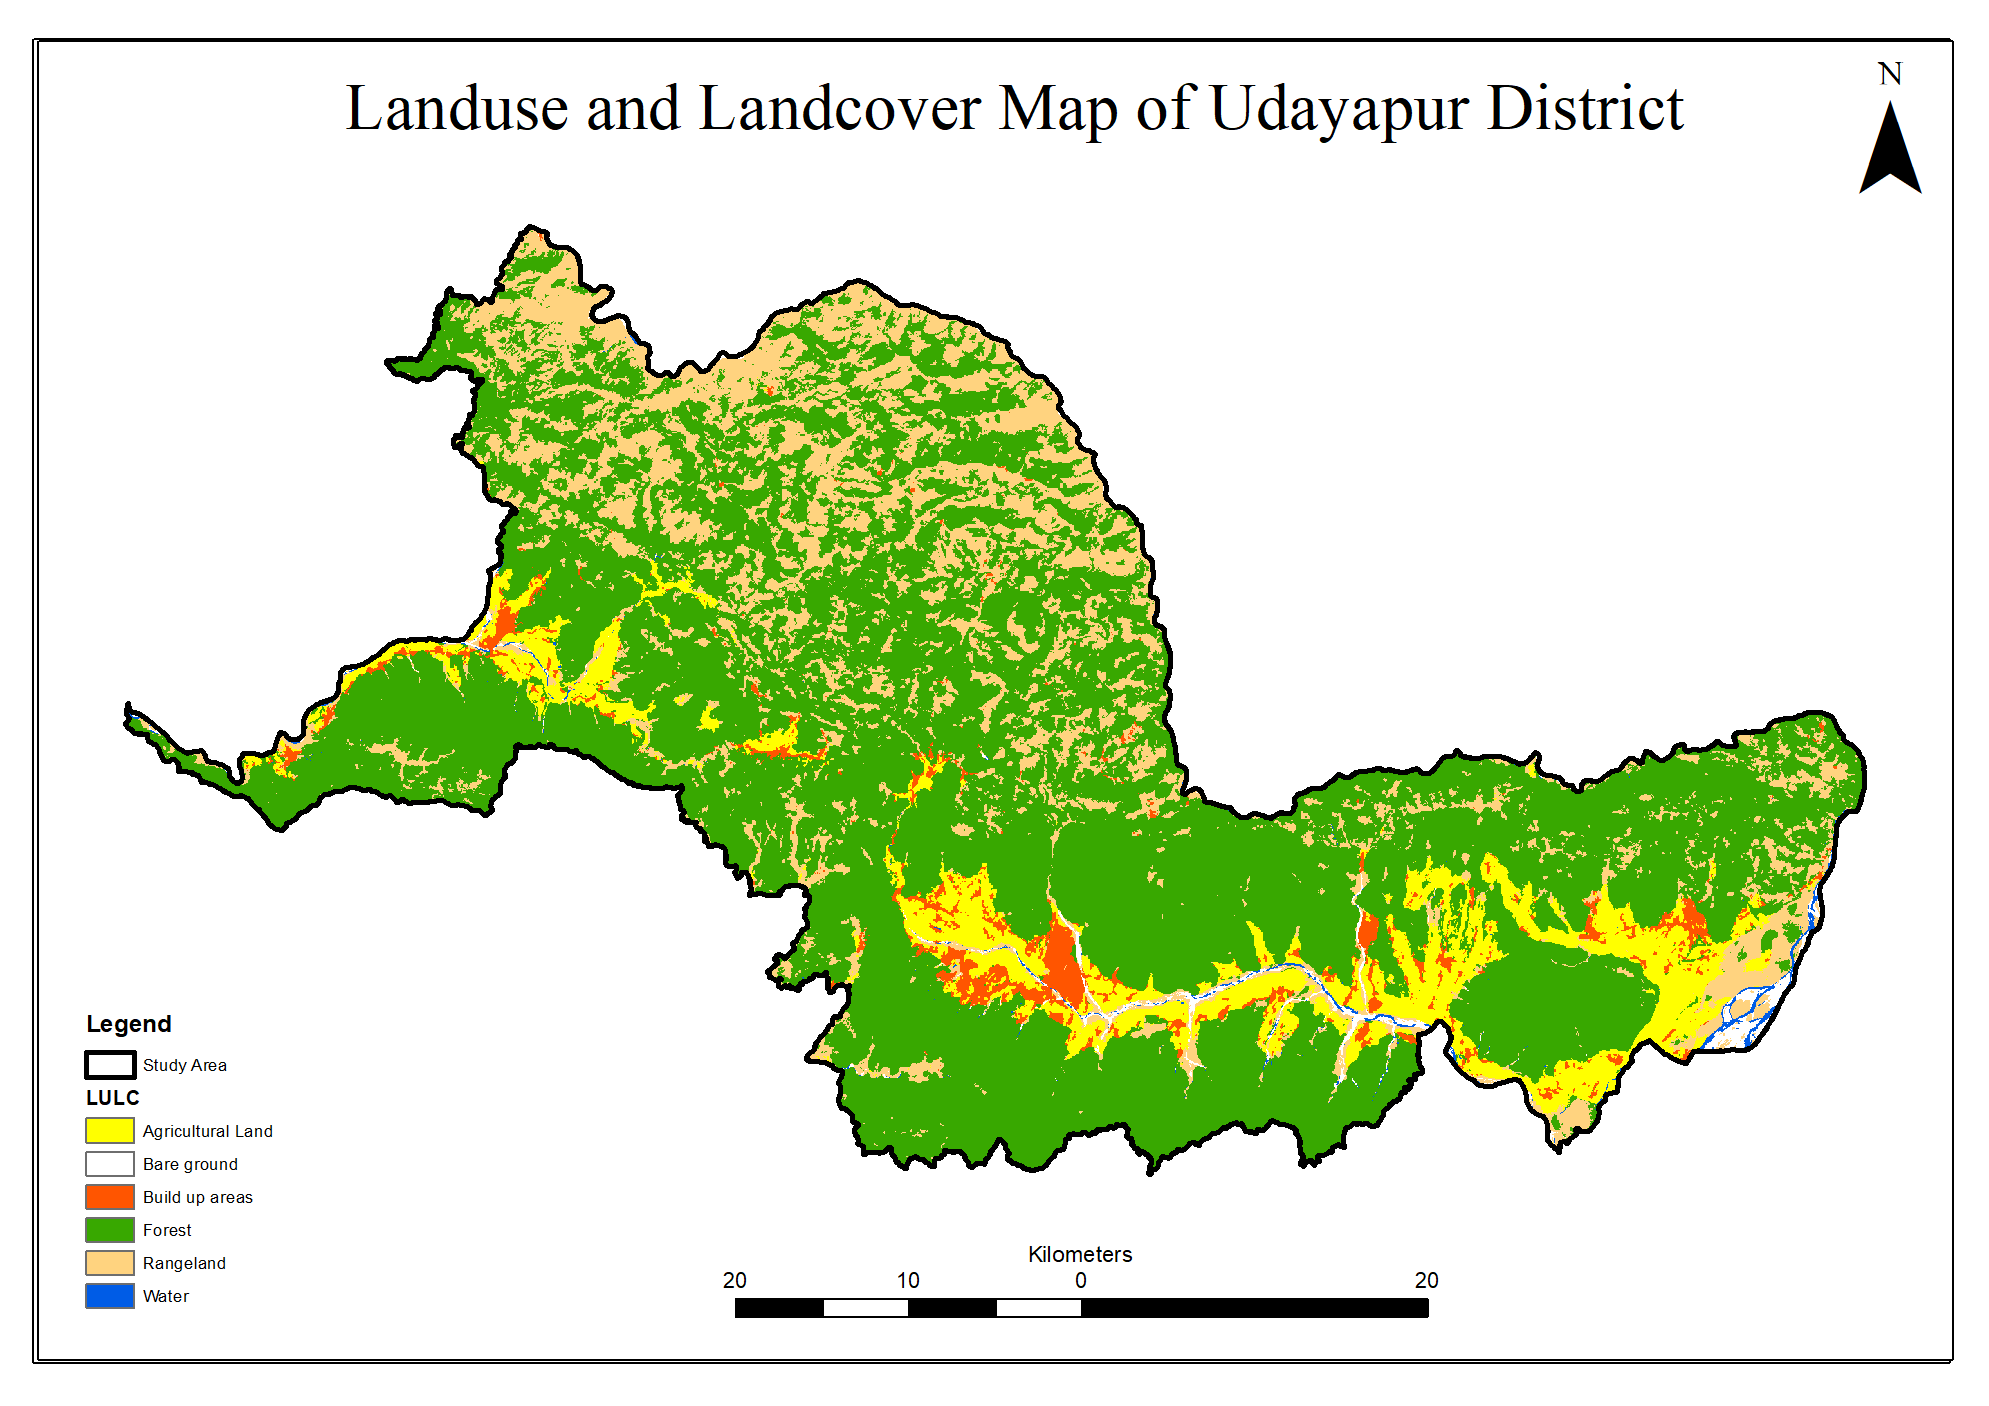 Landuse and Landcover Map of Udayapur District
N
Legend
Study Area
LULC
Agricultural Land
Bare ground
Build up areas
Forest
Rangeland
Water
Kilometers
20 10 0 20